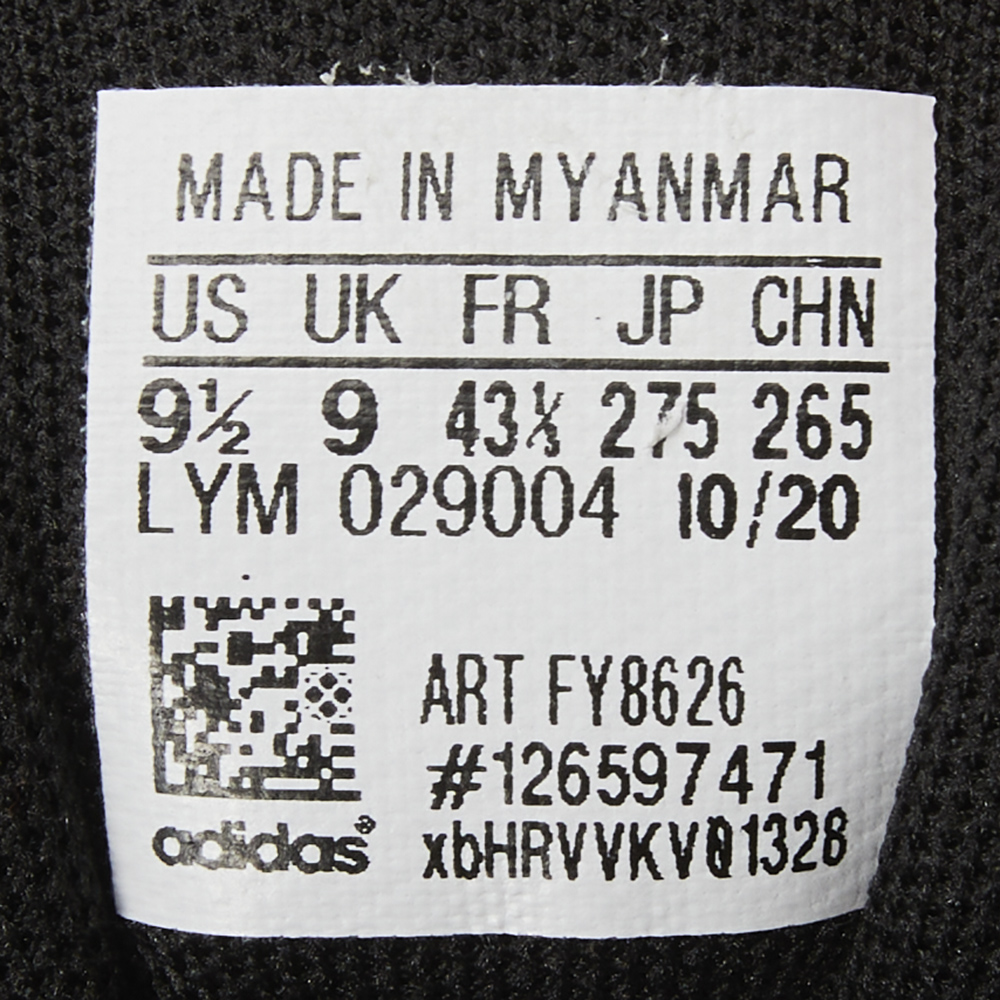 MADE IN MYANMAR
US UK FR JP CHN
9½ 9 43⅓ 275 265
LYM 029004 10/20
ART FY8626
#126597471
adidas®